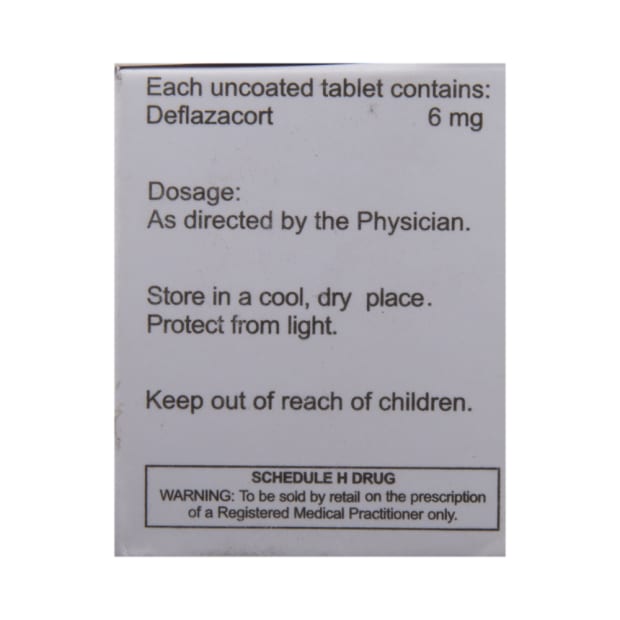 Each uncoated tablet contains:
Deflazacort 6 mg
Dosage:
As directed by the Physician.
Store in a cool, dry place.
Protect from light.
Keep out of reach of children.
SCHEDULE H DRUG
WARNING: To be sold by retail on the prescription
of a Registered Medical Practitioner only.